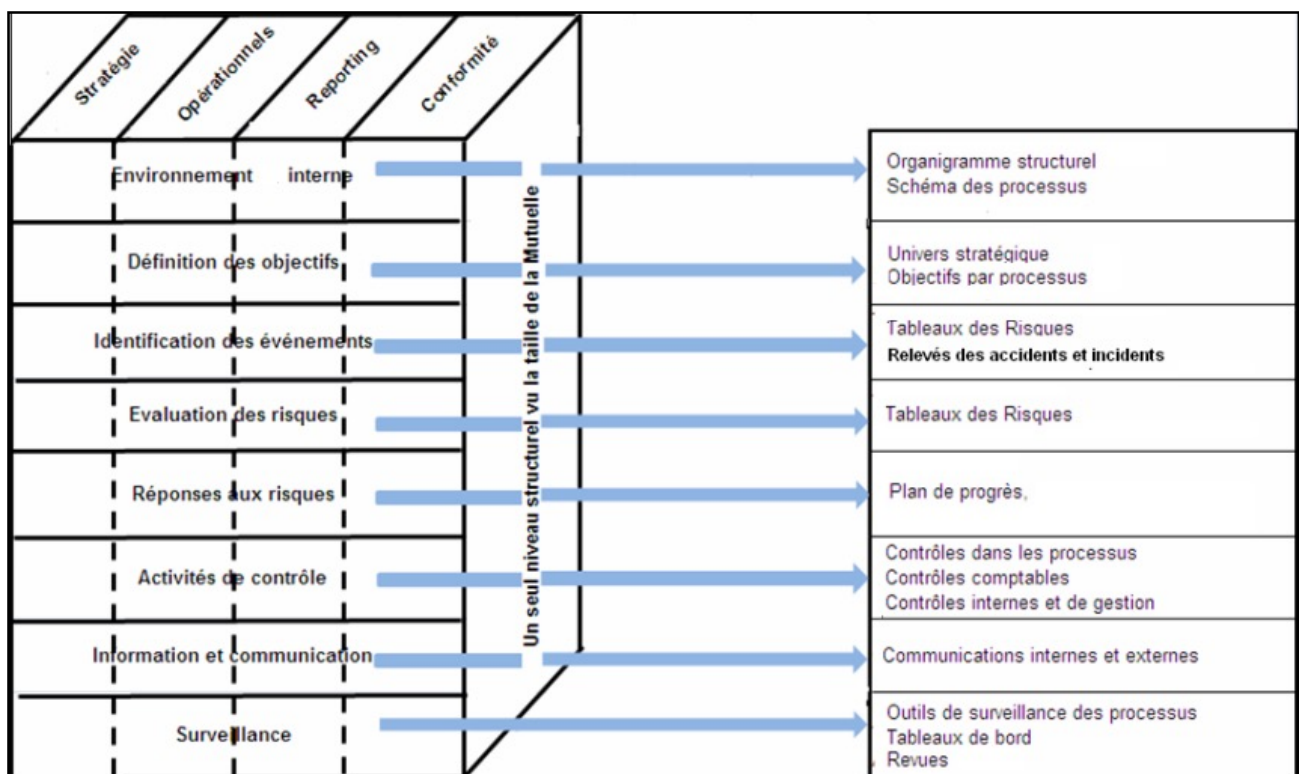 Stratégie
Opérationnels
Reporting
Conformité
Environnement interne
Organigramme structurel
Schéma des processus
Définition des objectifs
Univers stratégique
Objectifs par processus
Identification des événements
Tableaux des Risques
Relevés des accidents et incidents
Evaluation des risques
Tableaux des Risques
Réponses aux risques
Plan de progrès,
Activités de contrôle
Contrôles dans les processus
Contrôles comptables
Contrôles internes et de gestion
Information et communication
Communications internes et externes
Surveillance
Outils de surveillance des processus
Tableaux de bord
Revues
Un seul niveau structurel vu la taille de la Mutuelle